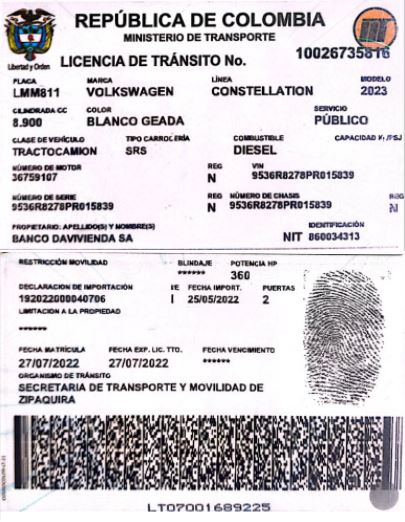 REPÚBLICA DE COLOMBIA
MINISTERIO DE TRANSPORTE
Libertad y Orden
LICENCIA DE TRÁNSITO No. 10026735816
PLACA MARCA LÍNEA MODELO
LMM811 VOLKSWAGEN CONSTELLATION 2023
CILINDRADA CC COLOR SERVICIO
8.900 BLANCO GEADA PÚBLICO
CLASE DE VEHÍCULO TIPO CARROCERÍA COMBUSTIBLE CAPACIDAD
TRACTOCAMION SRS DIESEL
NÚMERO DE MOTOR REG VIN
36759107 N 9536R8278PR015839
NÚMERO DE SERIE REG NÚMERO DE CHASIS REG
9536R8278PR015839 N 9536R8278PR015839 N
PROPIETARIO: APELLIDO(S) Y NOMBRE(S) IDENTIFICACIÓN
BANCO DAVIVIENDA SA NIT 860034313
RESTRICCIÓN MOVILIDAD BLINDAJE POTENCIA HP
****** 360
DECLARACIÓN DE IMPORTACIÓN I/E FECHA IMPORT. PUERTAS
192022000040706 I 25/05/2022 2
LIMITACIÓN A LA PROPIEDAD
******
FECHA MATRÍCULA FECHA EXP. LIC. TTO. FECHA VENCIMIENTO
27/07/2022 27/07/2022 ******
ORGANISMO DE TRÁNSITO
SECRETARIA DE TRANSPORTE Y MOVILIDAD DE
ZIPAQUIRA
LT07001689225